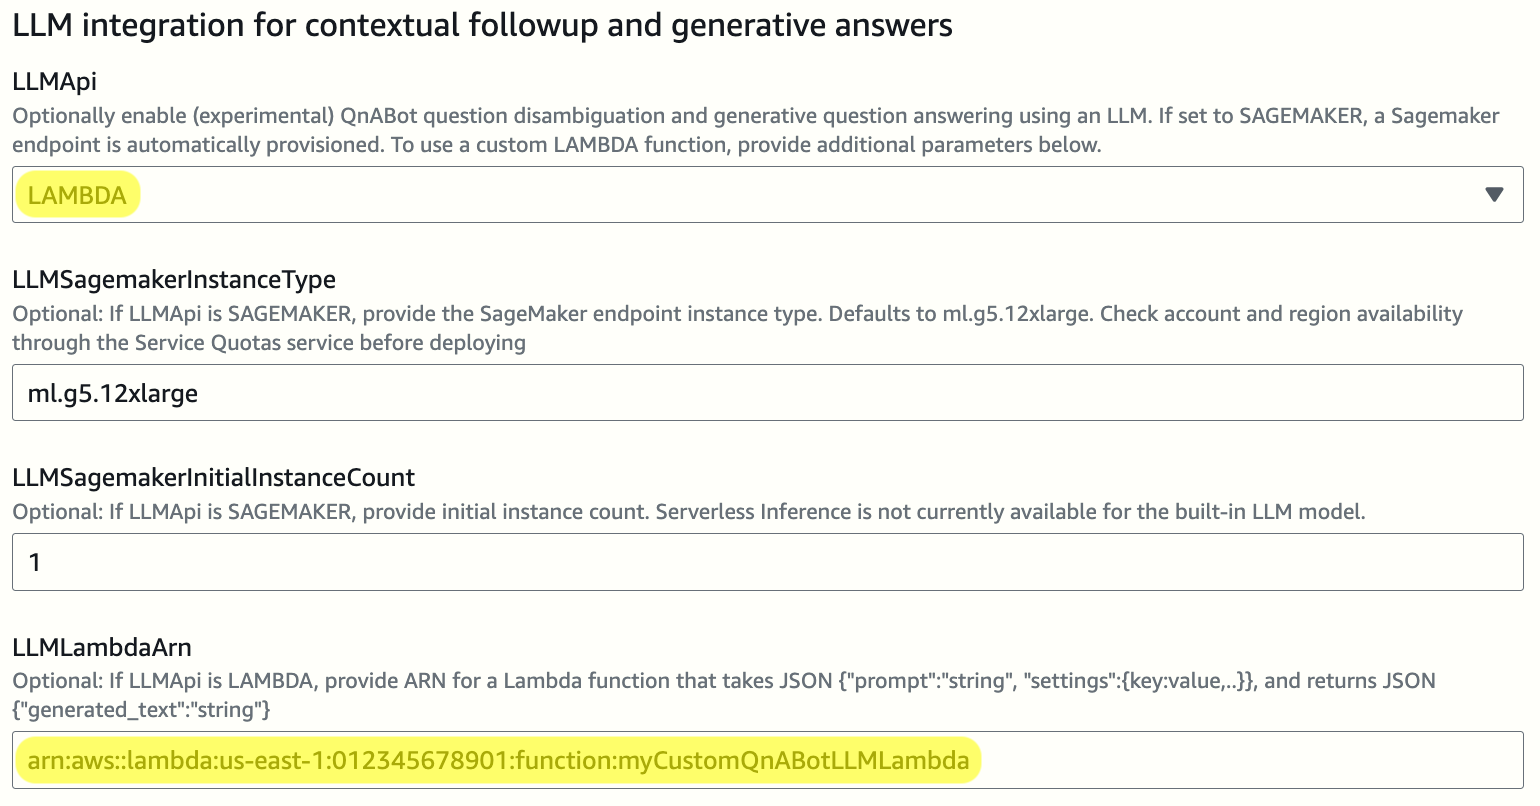 LLM integration for contextual followup and generative answers
LLMApi
Optionally enable (experimental) QnABot question disambiguation and generative question answering using an LLM. If set to SAGEMAKER, a Sagemaker
endpoint is automatically provisioned. To use a custom LAMBDA function, provide additional parameters below.
LAMBDA
LLMSagemakerInstanceType
Optional: If LLMApi is SAGEMAKER, provide the SageMaker endpoint instance type. Defaults to ml.g5.12xlarge. Check account and region availability
through the Service Quotas service before deploying
ml.g5.12xlarge
LLMSagemakerInitialInstanceCount
Optional: If LLMApi is SAGEMAKER, provide initial instance count. Serverless Inference is not currently available for the built-in LLM model.
1
LLMLambdaArn
Optional: If LLMApi is LAMBDA, provide ARN for a Lambda function that takes JSON {"prompt":"string", "settings":{key:value,..}}, and returns JSON
{"generated_text":"string"}
arn:aws::lambda:us-east-1:012345678901:function:myCustomQnABotLLMLambda